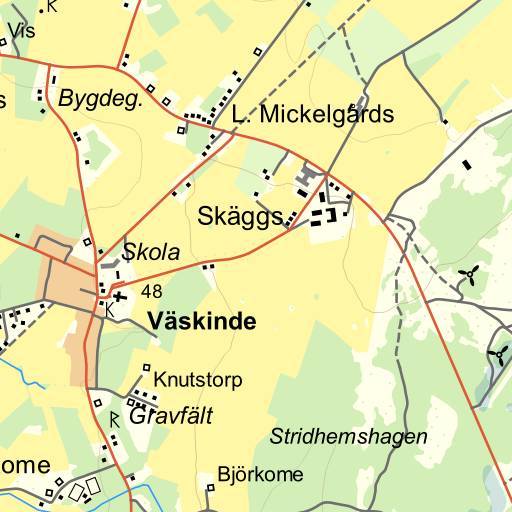 K
Vis
Bygdeg.
s
L. Mickelgårds
Skäggs
Skola
48
K
Väskinde
Knutstorp
R
Gravfält
Stridhemshagen
ome
Björkome